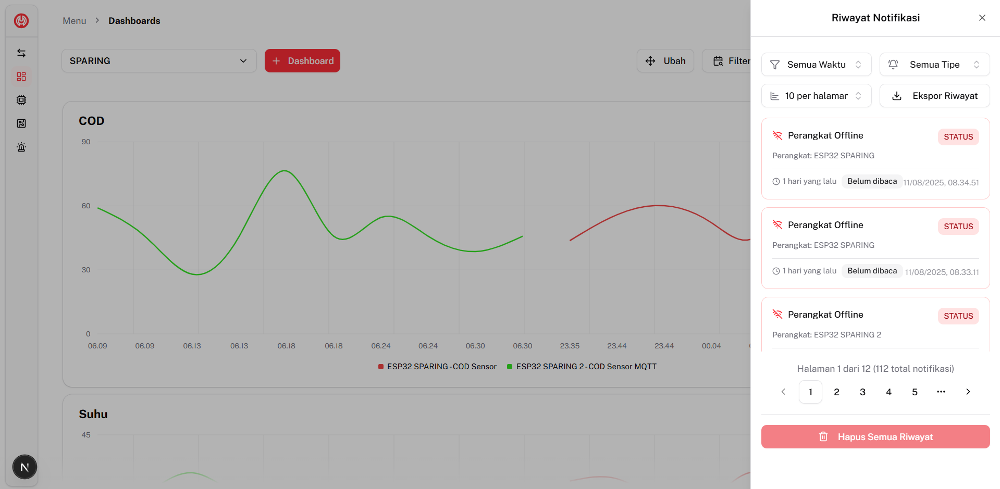 Menu
Dashboards
SPARING
Dashboard
Ubah
Filter
COD
90
60
30
0
06.09
06.09
06.13
06.13
06.18
06.18
06.24
06.24
06.30
06.30
23.35
23.44
23.44
00.04
ESP32 SPARING - COD Sensor
ESP32 SPARING 2 - COD Sensor MQTT
Suhu
45
N
Riwayat Notifikasi
Semua Waktu
Semua Tipe
10 per halaman
Ekspor Riwayat
Perangkat Offline
STATUS
Perangkat: ESP32 SPARING
1 hari yang lalu
Belum dibaca
11/08/2025, 08.34.51
Perangkat Offline
STATUS
Perangkat: ESP32 SPARING
1 hari yang lalu
Belum dibaca
11/08/2025, 08.33.11
Perangkat Offline
STATUS
Perangkat: ESP32 SPARING 2
Halaman 1 dari 12 (112 total notifikasi)
1 2 3 4 5 ...
Hapus Semua Riwayat